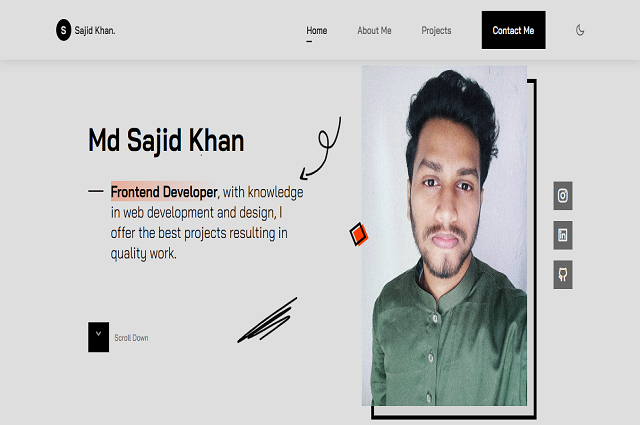 S Sajid Khan.
Home
About Me
Projects
Contact Me
Md Sajid Khan
Frontend Developer, with knowledge
in web development and design, I
offer the best projects resulting in
quality work.
Scroll Down